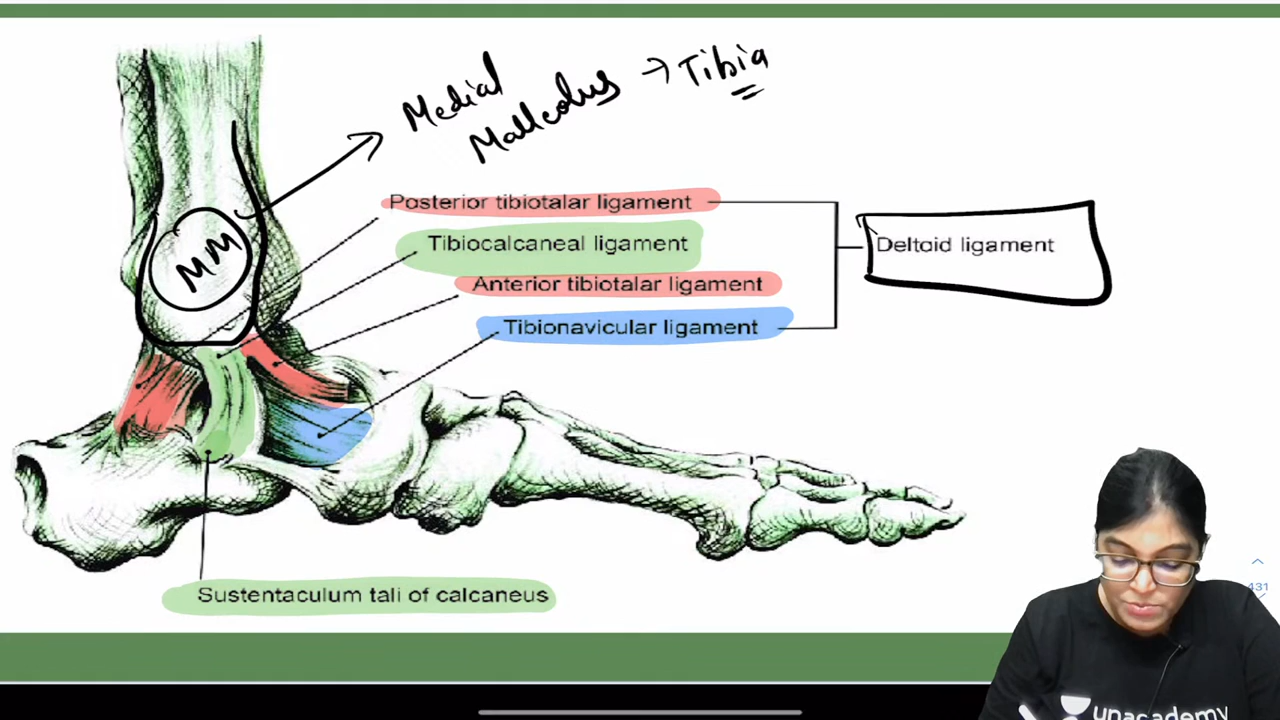 Medial
Malleolus → Tibia
MM
Posterior tibiotalar ligament
Tibiocalcaneal ligament
Deltoid ligament
Anterior tibiotalar ligament
Tibionavicular ligament
Sustentaculum tali of calcaneus
431
unacademy